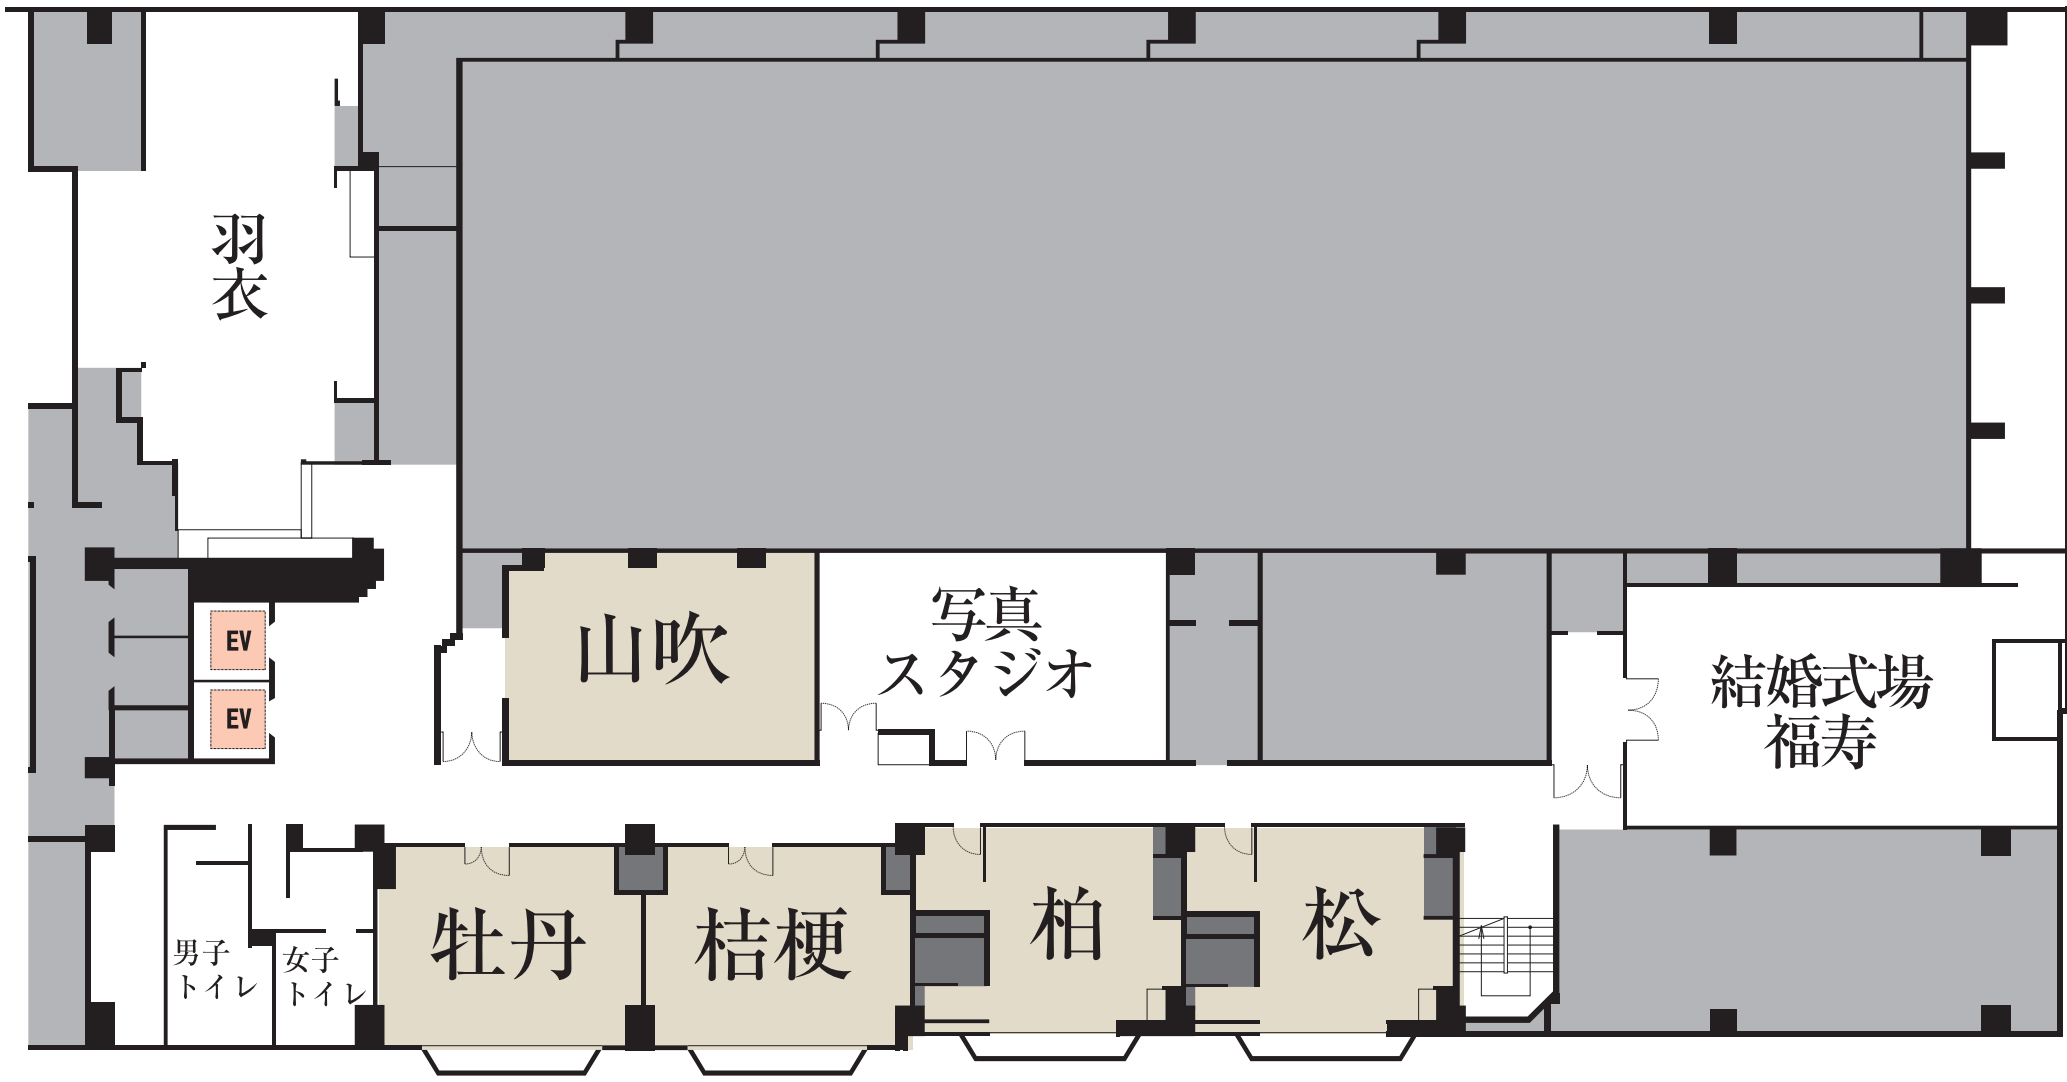 羽衣
EV
EV
山吹
写真
スタジオ
結婚式場
福寿
男子
トイレ
女子
トイレ
牡丹
桔梗
柏
松